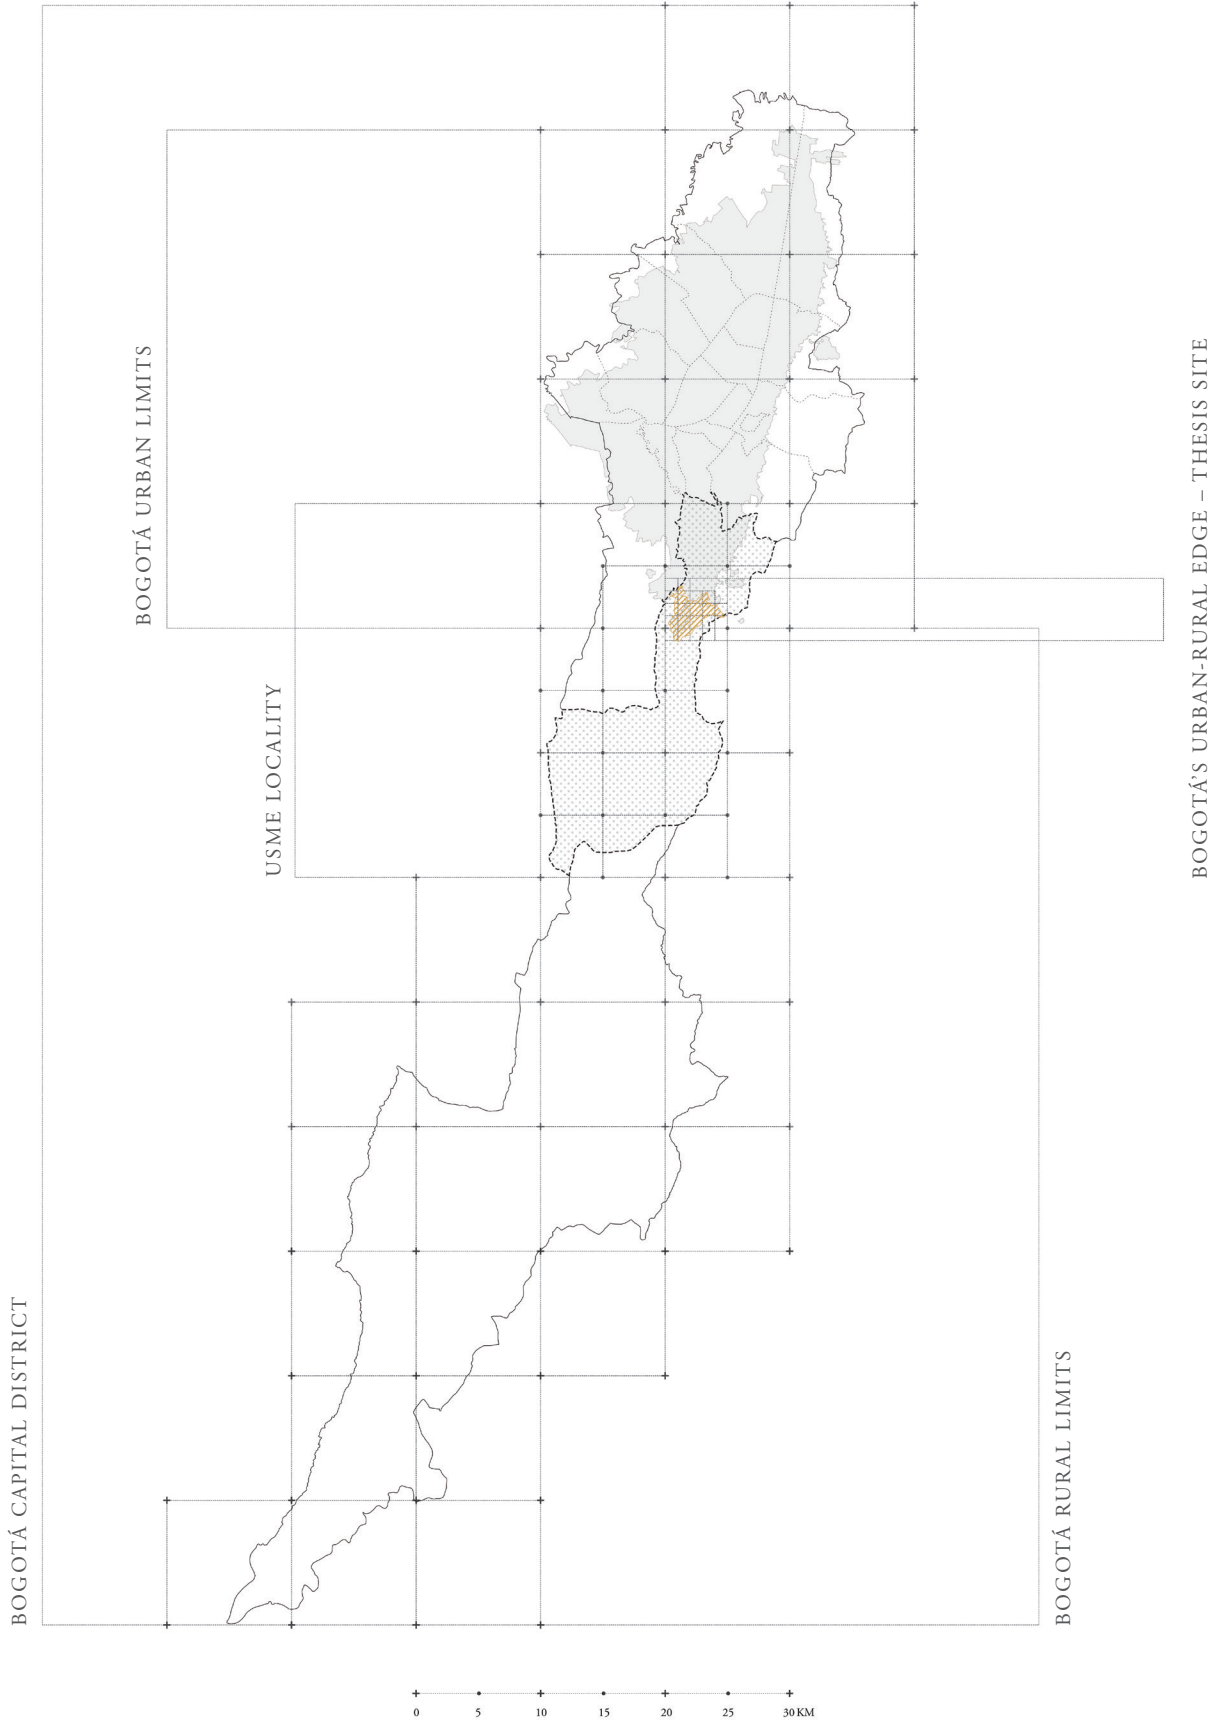 BOGOTÁ CAPITAL DISTRICT
BOGOTÁ URBAN LIMITS
USME LOCALITY
BOGOTÁ RURAL LIMITS
BOGOTÁ'S URBAN-RURAL EDGE – THESIS SITE
0 5 10 15 20 25 30 KM